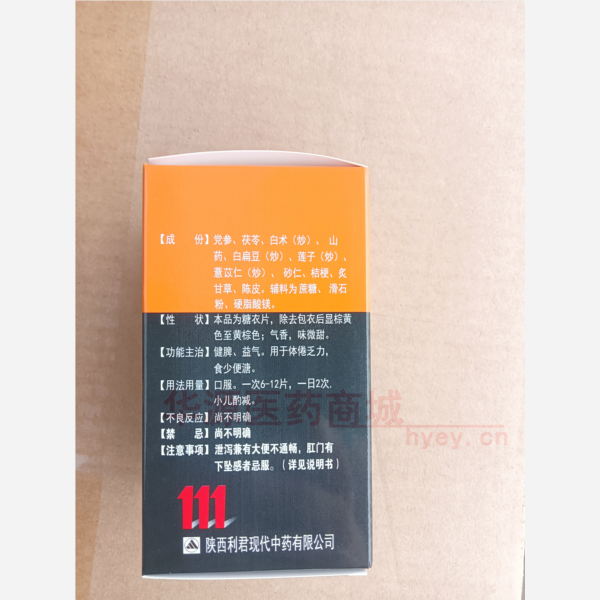 【成　份】党参、茯苓、白术（炒）、山
药、白扁豆（炒）、莲子（炒）、
薏苡仁（炒）、砂仁、桔梗、炙
甘草、陈皮。辅料为蔗糖、滑石
粉、硬脂酸镁。
【性　状】本品为糖衣片，除去包衣后显棕黄
色至黄棕色；气香，味微甜。
【功能主治】健脾、益气。用于体倦乏力，
食少便溏。
【用法用量】口服。一次6-12片，一日2次.
小儿酌减.
【不良反应】尚不明确
【禁　忌】尚不明确
【注意事项】泄泻兼有大便不通畅，肛门有
下坠感者忌服。（详见说明书）
111
陕西利君现代中药有限公司
医药商城
hyey.cn